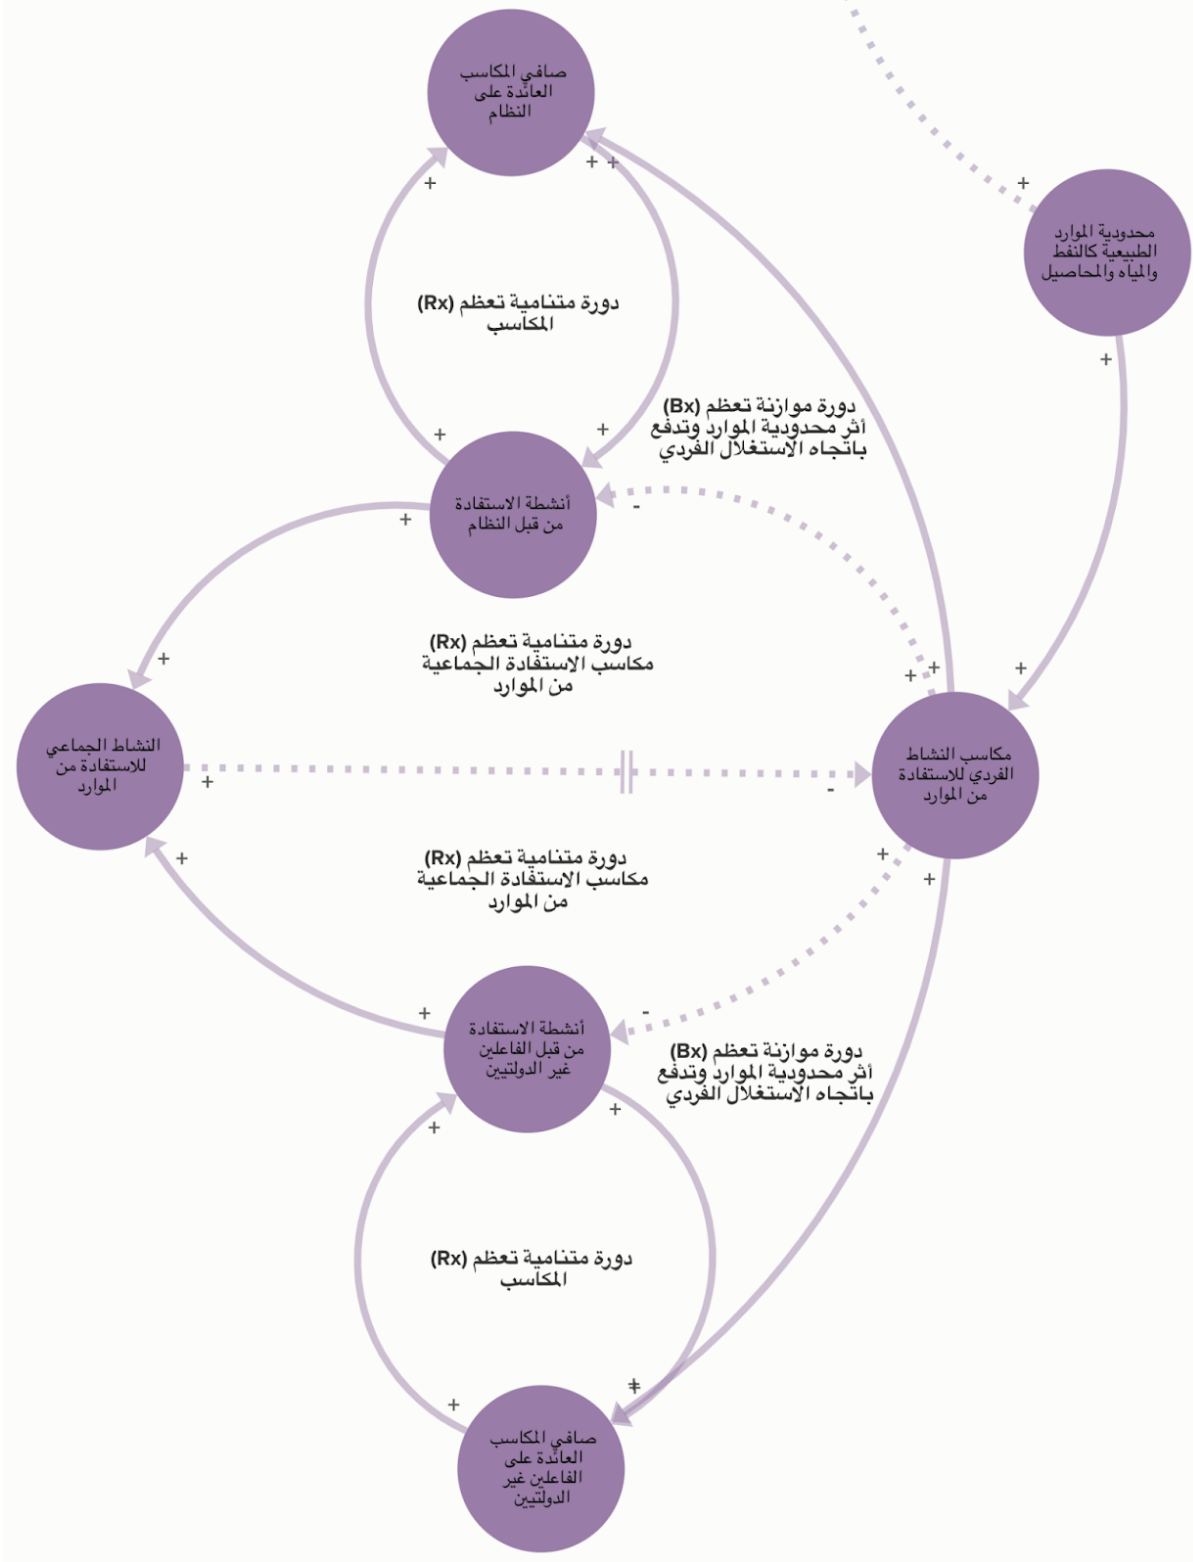 صافي المكاسب
العائدة على
النظام
+
+ +
+
محدودية الموارد
الطبيعية كالنفط
والمياه والمحاصيل
+
دورة متنامية تعظم (Rx)
المكاسب
+
+
دورة موازنة تعظم (Bx)
أثر محدودية الموارد وتدفع
باتجاه الاستغلال الفردي
أنشطة الاستفادة
من قبل النظام
-
+
دورة متنامية تعظم (Rx)
مكاسب الاستفادة الجماعية
من الموارد
+
+
+
+
النشاط الجماعي
للاستفادة من
الموارد
+
-
مكاسب النشاط
الفردي للاستفادة
من الموارد
+
+
+
دورة متنامية تعظم (Rx)
مكاسب الاستفادة الجماعية
من الموارد
+
-
أنشطة الاستفادة
من قبل الفاعلين
غير الدولتيين
دورة موازنة تعظم (Bx)
أثر محدودية الموارد وتدفع
باتجاه الاستغلال الفردي
+
+
دورة متنامية تعظم (Rx)
المكاسب
+
+
+
صافي المكاسب
العائدة على
الفاعلين غير
الدولتيين